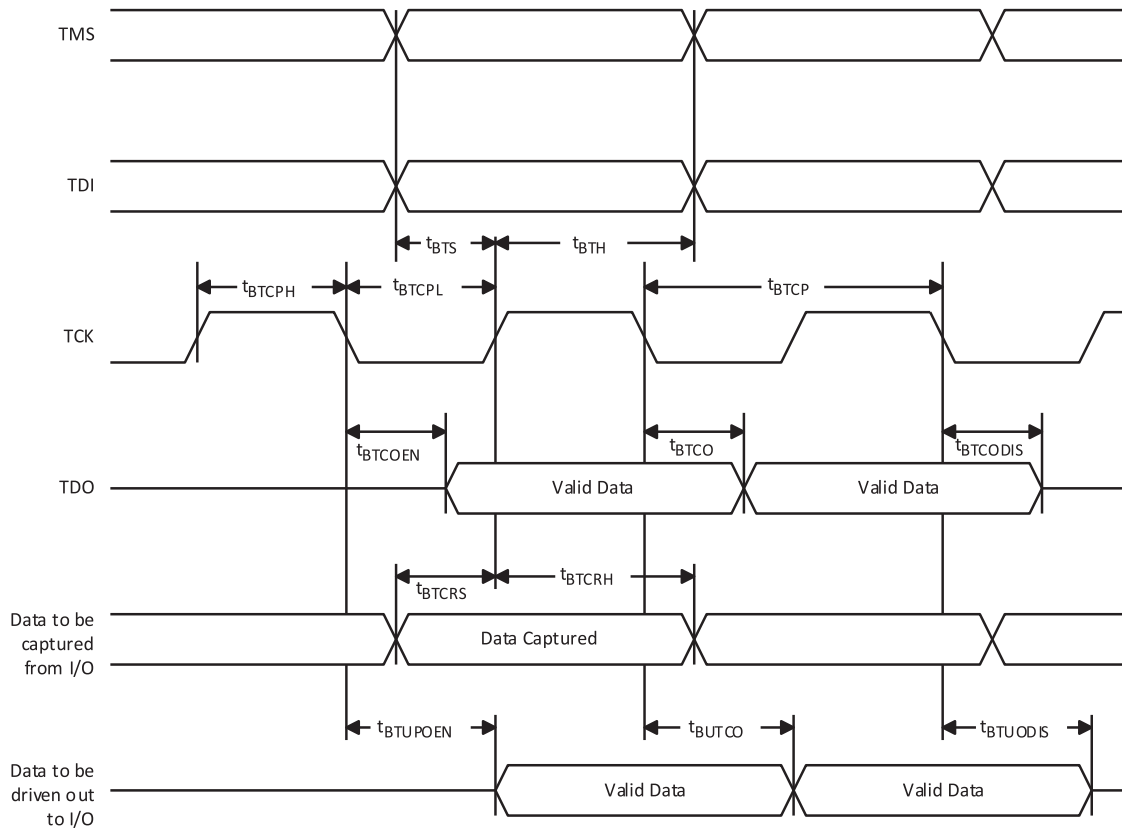 TMS
TDI
tBTS
tBTH
tBTCPH
tBTCPL
tBTCP
TCK
tBTCOEN
tBTCO
tBTCODIS
TDO
Valid Data
Valid Data
tBTCRS
tBTCRH
Data to be
captured
from I/O
Data Captured
tBTUPOEN
tBUTCO
tBTUODIS
Data to be
driven out
to I/O
Valid Data
Valid Data